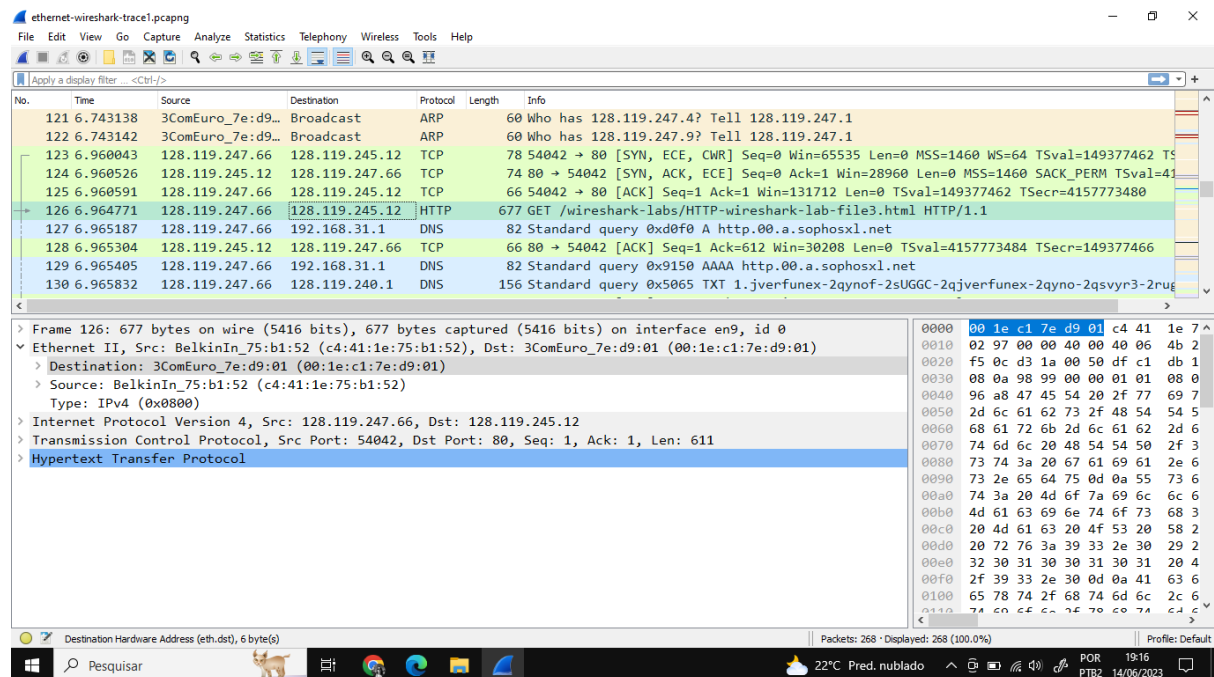 ethernet-wireshark-trace1.pcapng
File Edit View Go Capture Analyze Statistics Telephony Wireless Tools Help
Apply a display filter ... <Ctrl-/>
No. Time Source Destination Protocol Length Info
121 6.743138 3ComEuro_7e:d9… Broadcast ARP 60 Who has 128.119.247.4? Tell 128.119.247.1
122 6.743142 3ComEuro_7e:d9… Broadcast ARP 60 Who has 128.119.247.9? Tell 128.119.247.1
123 6.960043 128.119.247.66 128.119.245.12 TCP 78 54042 → 80 [SYN, ECE, CWR] Seq=0 Win=65535 Len=0 MSS=1460 WS=64 TSval=149377462 TS
124 6.960526 128.119.245.12 128.119.247.66 TCP 74 80 → 54042 [SYN, ACK, ECE] Seq=0 Ack=1 Win=28960 Len=0 MSS=1460 SACK_PERM TSval=41
125 6.960591 128.119.247.66 128.119.245.12 TCP 66 54042 → 80 [ACK] Seq=1 Ack=1 Win=131712 Len=0 TSval=149377462 TSecr=4157773480
126 6.964771 128.119.247.66 128.119.245.12 HTTP 677 GET /wireshark-labs/HTTP-wireshark-lab-file3.html HTTP/1.1
127 6.965187 128.119.247.66 192.168.31.1 DNS 82 Standard query 0xd0f0 A http.00.a.sophosxl.net
128 6.965304 128.119.245.12 128.119.247.66 TCP 66 80 → 54042 [ACK] Seq=1 Ack=612 Win=30208 Len=0 TSval=4157773484 TSecr=149377466
129 6.965405 128.119.247.66 192.168.31.1 DNS 82 Standard query 0x9150 AAAA http.00.a.sophosxl.net
130 6.965832 128.119.247.66 128.119.240.1 DNS 156 Standard query 0x5065 TXT 1.jverfunex-2qynof-2sUGGC-2qjverfunex-2qyno-2qsvyr3-2rug
Frame 126: 677 bytes on wire (5416 bits), 677 bytes captured (5416 bits) on interface en9, id 0
Ethernet II, Src: BelkinIn_75:b1:52 (c4:41:1e:75:b1:52), Dst: 3ComEuro_7e:d9:01 (00:1e:c1:7e:d9:01)
Destination: 3ComEuro_7e:d9:01 (00:1e:c1:7e:d9:01)
Source: BelkinIn_75:b1:52 (c4:41:1e:75:b1:52)
Type: IPv4 (0x0800)
Internet Protocol Version 4, Src: 128.119.247.66, Dst: 128.119.245.12
Transmission Control Protocol, Src Port: 54042, Dst Port: 80, Seq: 1, Ack: 1, Len: 611
Hypertext Transfer Protocol
0000 00 1e c1 7e d9 01 c4 41 1e 7
0010 02 97 00 00 40 00 40 06 4b 2
0020 f5 0c d3 1a 00 50 df c1 db 1
0030 08 0a 98 99 00 00 01 01 08 0
0040 96 a8 47 45 54 20 2f 77 69 7
0050 2d 6c 61 62 73 2f 48 54 54 5
0060 68 61 72 6b 2d 6c 61 62 2d 6
0070 74 6d 6c 20 48 54 54 50 2f 3
0080 73 74 3a 20 67 61 69 61 2e 6
0090 73 2e 65 64 75 0d 0a 55 73 6
00a0 74 3a 20 4d 6f 7a 69 6c 6c 6
00b0 4d 61 63 69 6e 74 6f 73 68 3
00c0 20 4d 61 63 20 4f 53 20 58 2
00d0 20 72 76 3a 39 33 2e 30 29 2
00e0 32 30 31 30 30 31 30 31 20 4
00f0 2f 39 33 2e 30 0d 0a 41 63 6
0100 65 78 74 2f 68 74 6d 6c 2c 6
Destination Hardware Address (eth.dst), 6 byte(s)
Packets: 268 · Displayed: 268 (100.0%)
Profile: Default
Pesquisar
22°C Pred. nublado
POR
PTB2
19:16
14/06/2023